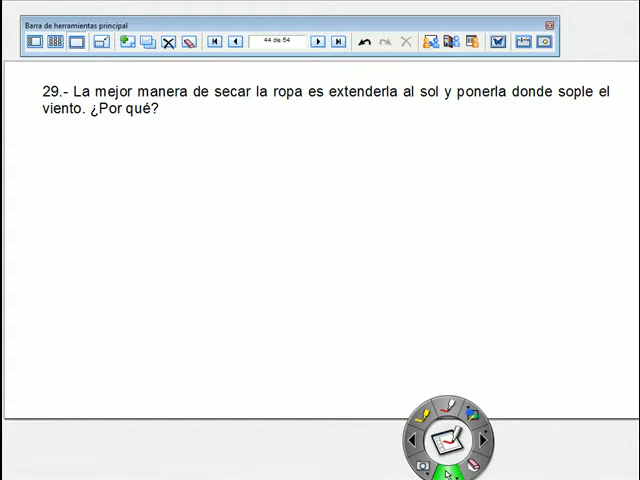 Barra de herramientas principal
44 de 54
29.- La mejor manera de secar la ropa es extenderla al sol y ponerla donde sople el
viento. ¿Por qué?